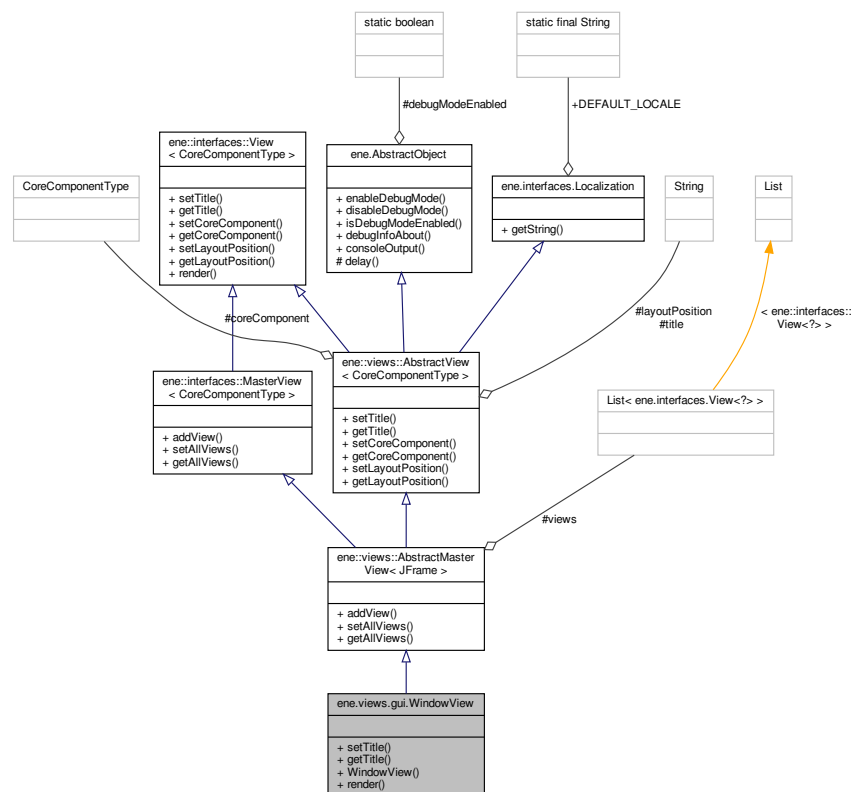 static boolean
static final String
#debugModeEnabled
+DEFAULT_LOCALE
ene::interfaces::View
< CoreComponentType >
+ setTitle()
+ getTitle()
+ setCoreComponent()
+ getCoreComponent()
+ setLayoutPosition()
+ getLayoutPosition()
+ render()
ene.AbstractObject
+ enableDebugMode()
+ disableDebugMode()
+ isDebugModeEnabled()
+ debugInfoAbout()
+ consoleOutput()
# delay()
CoreComponentType
ene.interfaces.Localization
+ getString()
String
List
#coreComponent
#layoutPosition
#title
< ene::interfaces::
View<?> >
ene::interfaces::MasterView
< CoreComponentType >
+ addView()
+ setAllViews()
+ getAllViews()
ene::views::AbstractView
< CoreComponentType >
+ setTitle()
+ getTitle()
+ setCoreComponent()
+ getCoreComponent()
+ setLayoutPosition()
+ getLayoutPosition()
List< ene.interfaces.View<?> >
#views
ene::views::AbstractMaster
View< JFrame >
+ addView()
+ setAllViews()
+ getAllViews()
ene.views.gui.WindowView
+ setTitle()
+ getTitle()
+ WindowView()
+ render()